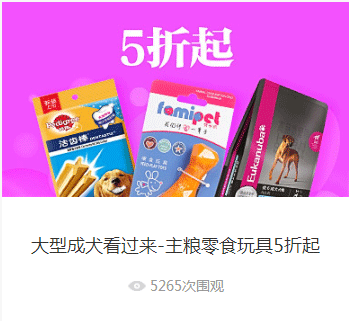 5折起
Pedigree
洁齿棒
DENTASTIX
famipet
Eukanuba
大型成犬看过来-主粮零食玩具5折起
5265次围观